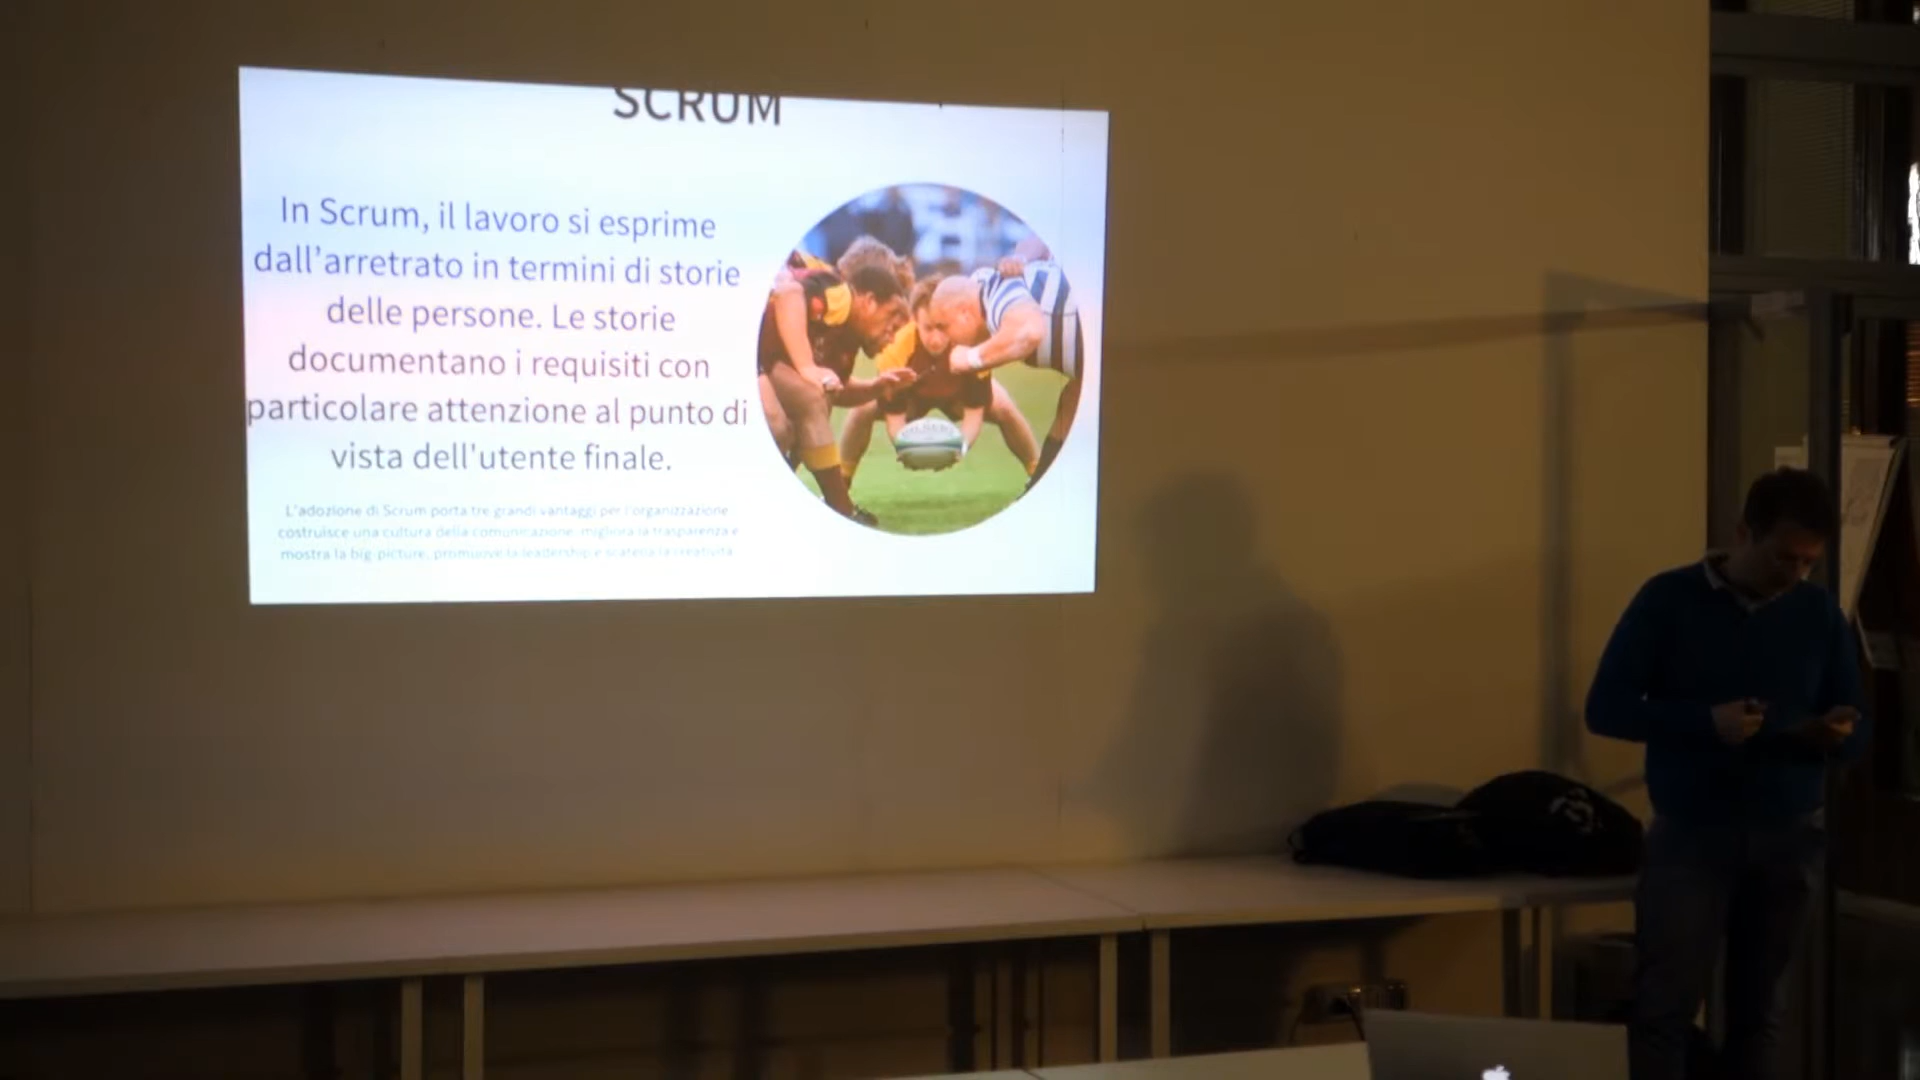 SCRUM
In Scrum, il lavoro si esprime
dall'arretrato in termini di storie
delle persone. Le storie
documentano i requisiti con
particolare attenzione al punto di
vista dell'utente finale.
L'adozione di Scrum porta tre grandi vantaggi per l'organizzazione
costruisce una cultura della comunicazione, migliora la trasparenza e
mostra la big picture, promuove la leadership e scatena la creatività
GILBERT